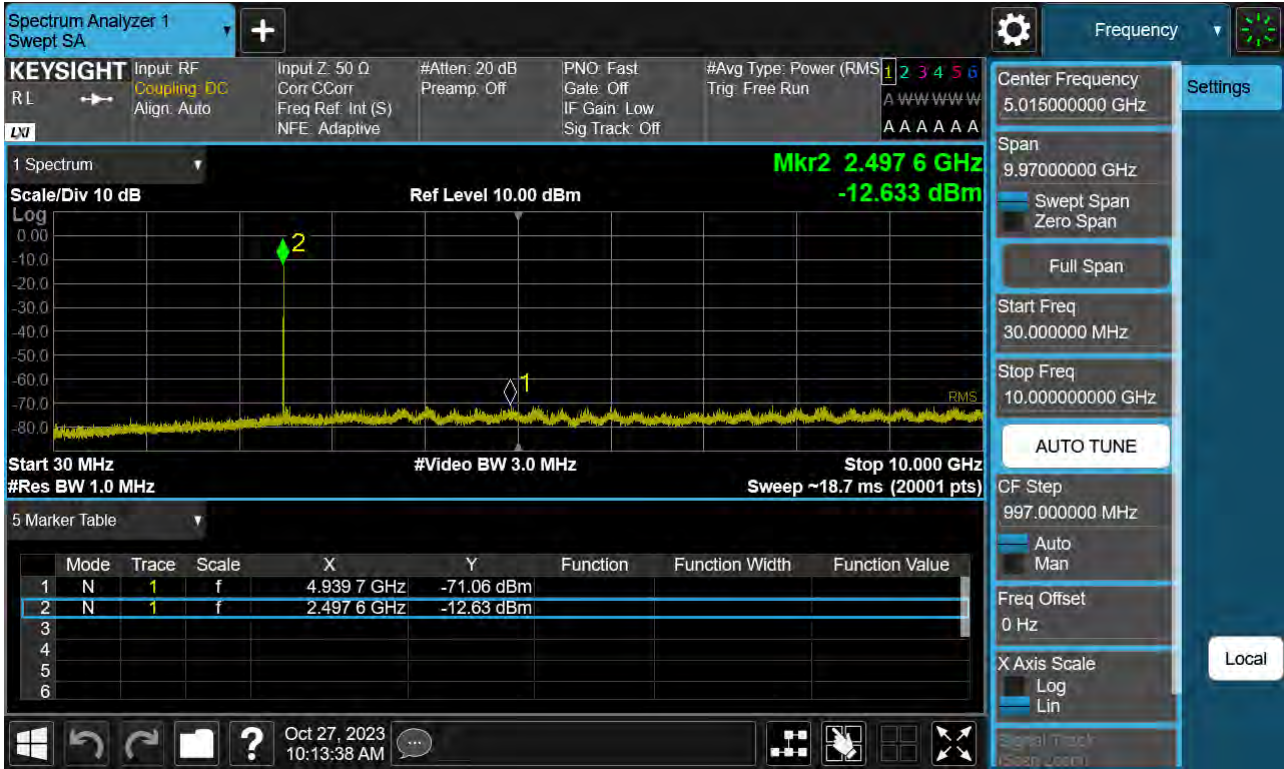 Spectrum Analyzer 1
Swept SA
+
Frequency
KEYSIGHT
RL
LXI
Input: RF
Coupling: DC
Align: Auto
Input Z: 50 Ω
Corr CCorr
Freq Ref: Int (S)
NFE: Adaptive
#Atten: 20 dB
Preamp: Off
PNO: Fast
Gate: Off
IF Gain: Low
Sig Track: Off
#Avg Type: Power (RMS
Trig: Free Run
1 2 3 4 5 6
A W W W W W
A A A A A A
1 Spectrum
Mkr2 2.497 6 GHz
-12.633 dBm
Scale/Div 10 dB
Ref Level 10.00 dBm
Log
0.00
-10.0
-20.0
-30.0
-40.0
-50.0
-60.0
-70.0
-80.0
2
1
RMS
Start 30 MHz
#Video BW 3.0 MHz
Stop 10.000 GHz
#Res BW 1.0 MHz
Sweep ~18.7 ms (20001 pts)
5 Marker Table
Mode Trace Scale X Y Function Function Width Function Value
1 N 1 f 4.939 7 GHz -71.06 dBm
2 N 1 f 2.497 6 GHz -12.63 dBm
3
4
5
6
?
Oct 27, 2023
10:13:38 AM
Center Frequency
5.015000000 GHz
Span
9.97000000 GHz
Swept Span
Zero Span
Full Span
Start Freq
30.000000 MHz
Stop Freq
10.000000000 GHz
AUTO TUNE
CF Step
997.000000 MHz
Auto
Man
Freq Offset
0 Hz
X Axis Scale
Log
Lin
Signal Track
(Span Zoom)
Settings
Local